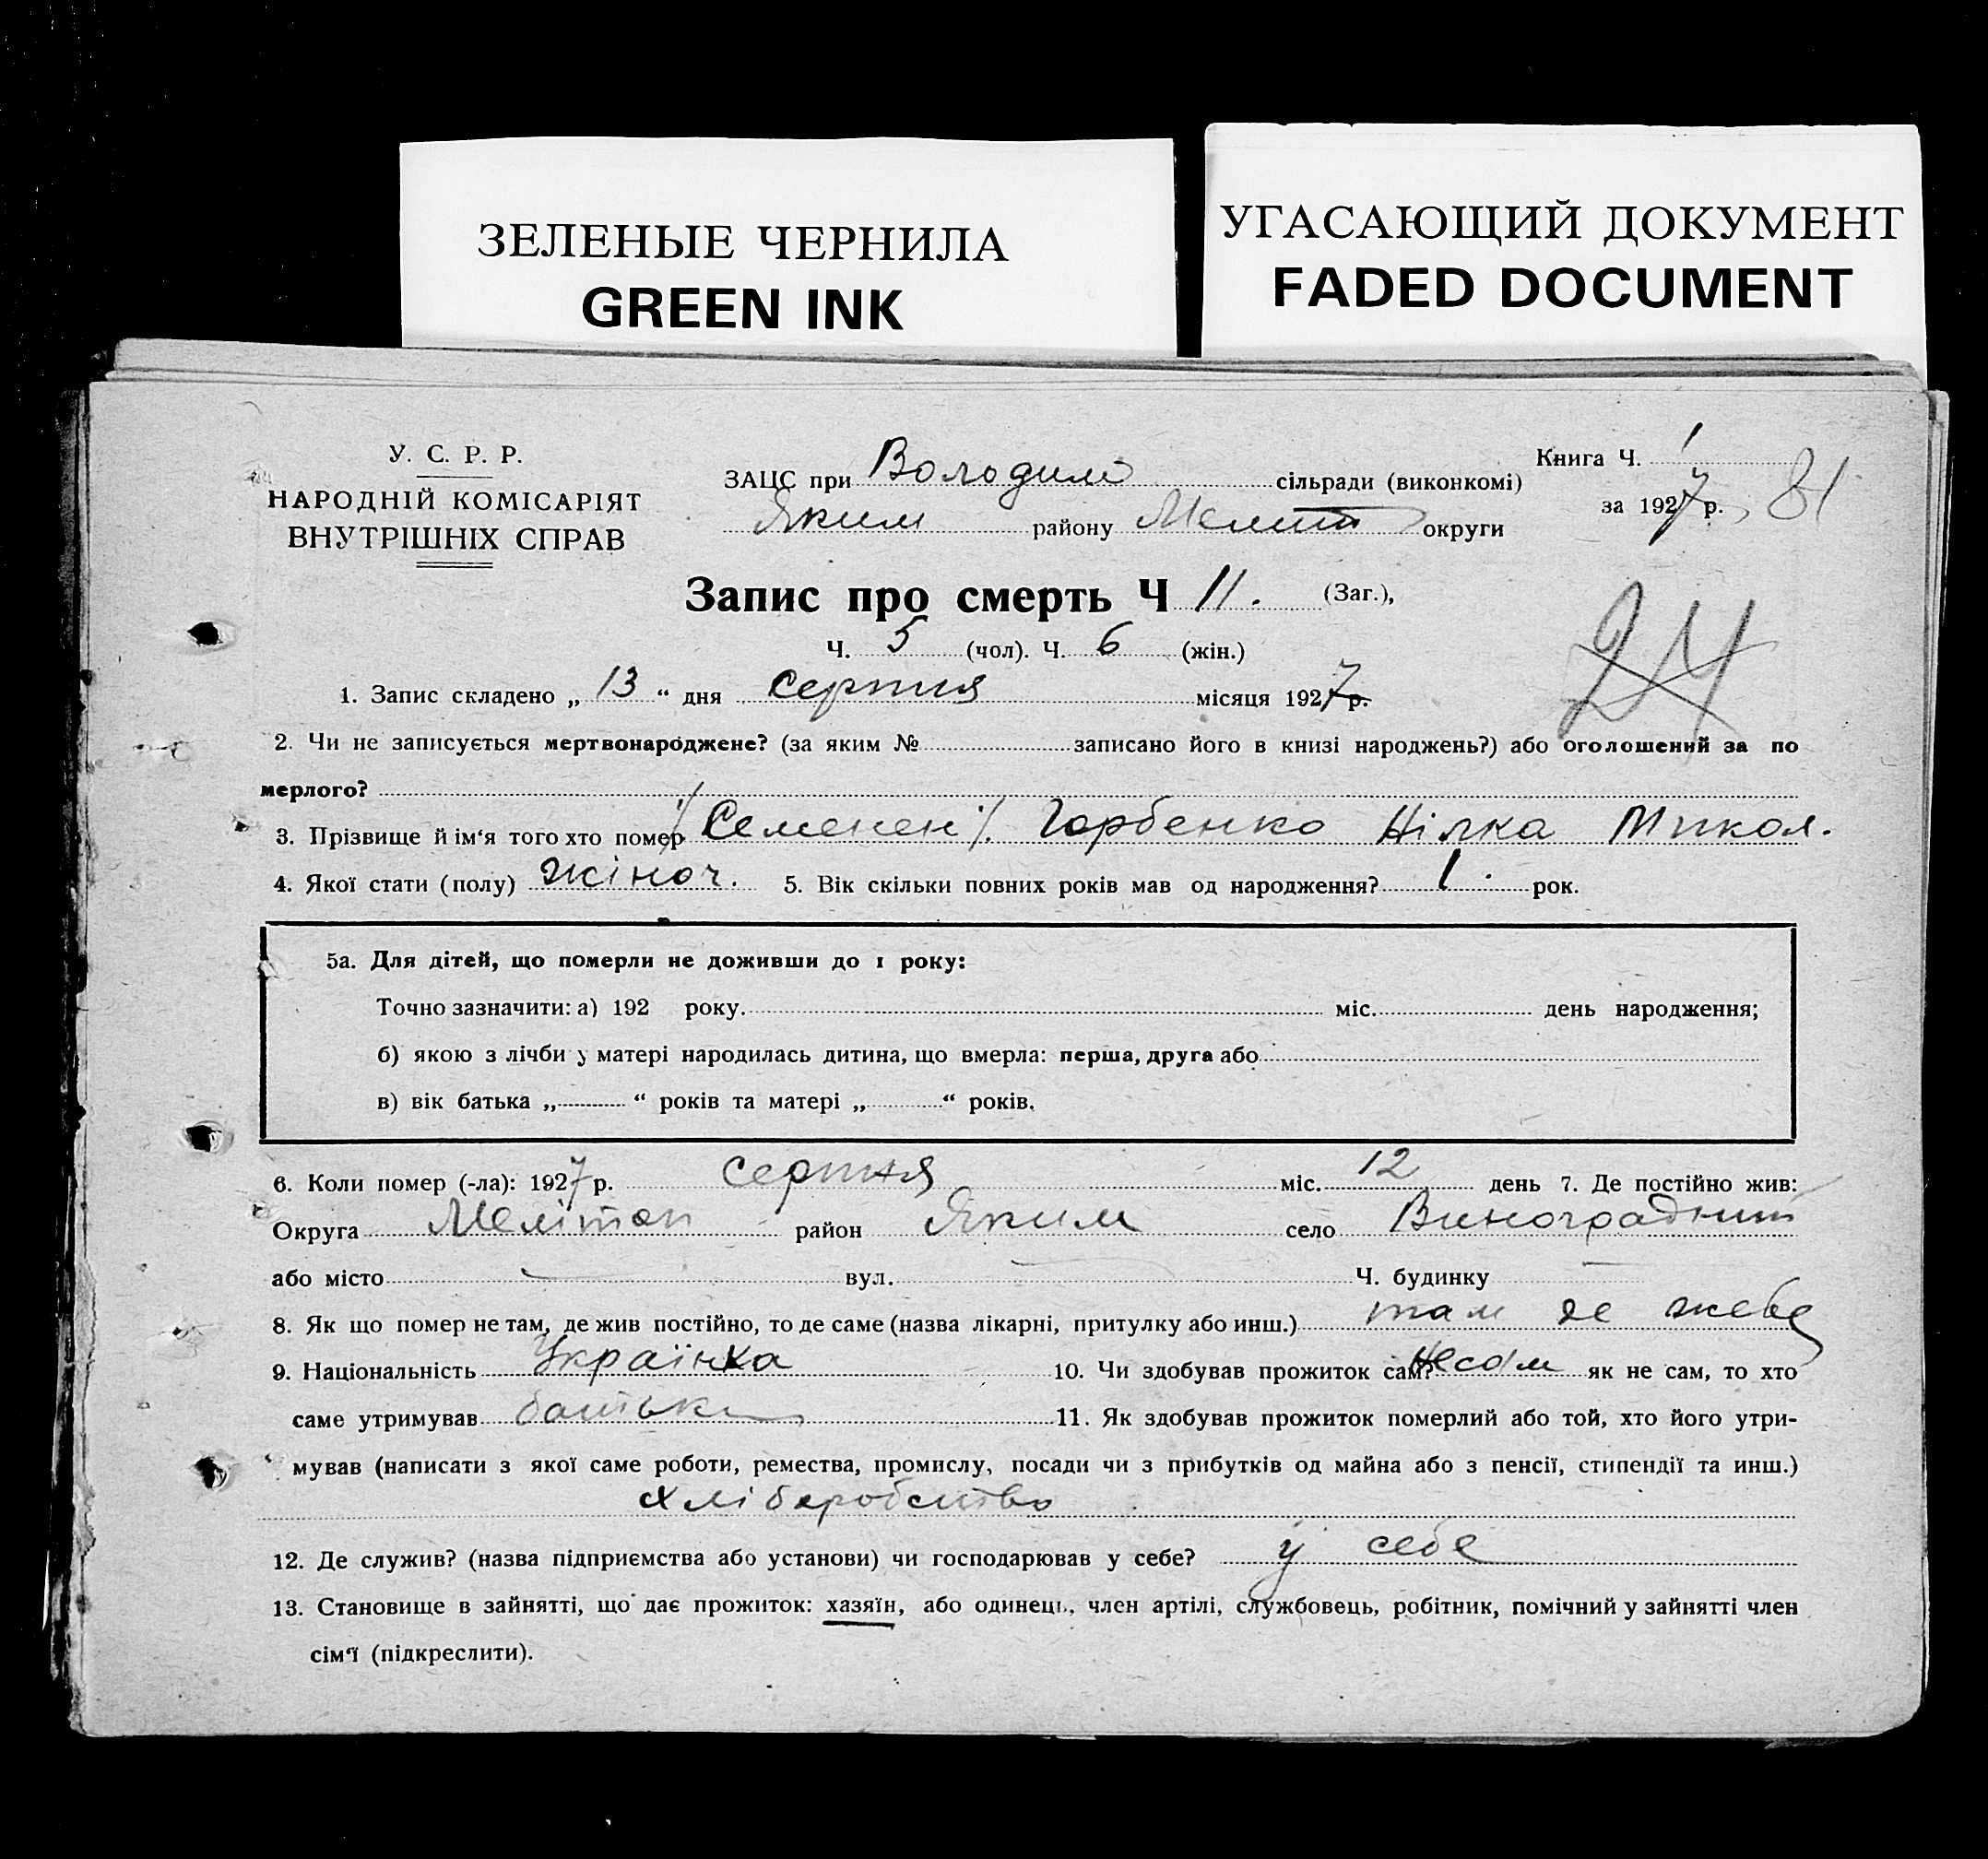 ЗЕЛЕНЫЕ ЧЕРНИЛА
GREEN INK
УГАСАЮЩИЙ ДОКУМЕНТ
FADED DOCUMENT
У. С. Р. Р.
НАРОДНІЙ КОМІСАРІЯТ
ВНУТРІШНІХ СПРАВ
ЗАЦС при Володим сільради (виконкомі)
Яким району Мелит округи
Книга Ч. 1
за 1927 р. 81
Запис про смерть Ч 11. (Заг.),
24
Ч. 5 (чол). Ч. 6 (жін.)
1. Запис складено „ 13 “ дня серпня місяця 1927 р.
2. Чи не записується мертвонароджене? (за яким № записано його в книзі народжень?) або оголошений за по
мерлого?
3. Прізвище й ім‘я того хто помер /Семенен/. Горбенко Нілка Микол.
4. Якої стати (полу) жіноч. 5. Вік скільки повних років мав од народження? 1. рок.
5а. Для дітей, що померли не доживши до 1 року:
Точно зазначити: а) 192 року. міс. день народження;
б) якою з лічби у матері народилась дитина, що вмерла: перша, друга або
в) вік батька „ “ років та матері „ “ років.
6. Коли помер (-ла): 1927 р. серпня міс. 12 день 7. Де постійно жив:
Округа Мелітоп район Яким село Виноградний
або місто вул. Ч. будинку
8. Як що помер не там, де жив постійно, то де саме (назва лікарні, притулку або инш.) там де живе
9. Національність Українка 10. Чи здобував прожиток сам? несам як не сам, то хто
саме утримував батьки 11. Як здобував прожиток померлий або той, хто його утри-
мував (написати з якої саме роботи, ремества, промислу, посади чи з прибутків од майна або з пенсії, стипендії та инш.)
хліборобство
12. Де служив? (назва підприємства або установи) чи господарював у себе? у себе
13. Становище в зайнятті, що дає прожиток: хазяїн, або одинець, член артілі, службовець, робітник, помічний у зайнятті член
сім‘ї (підкреслити).